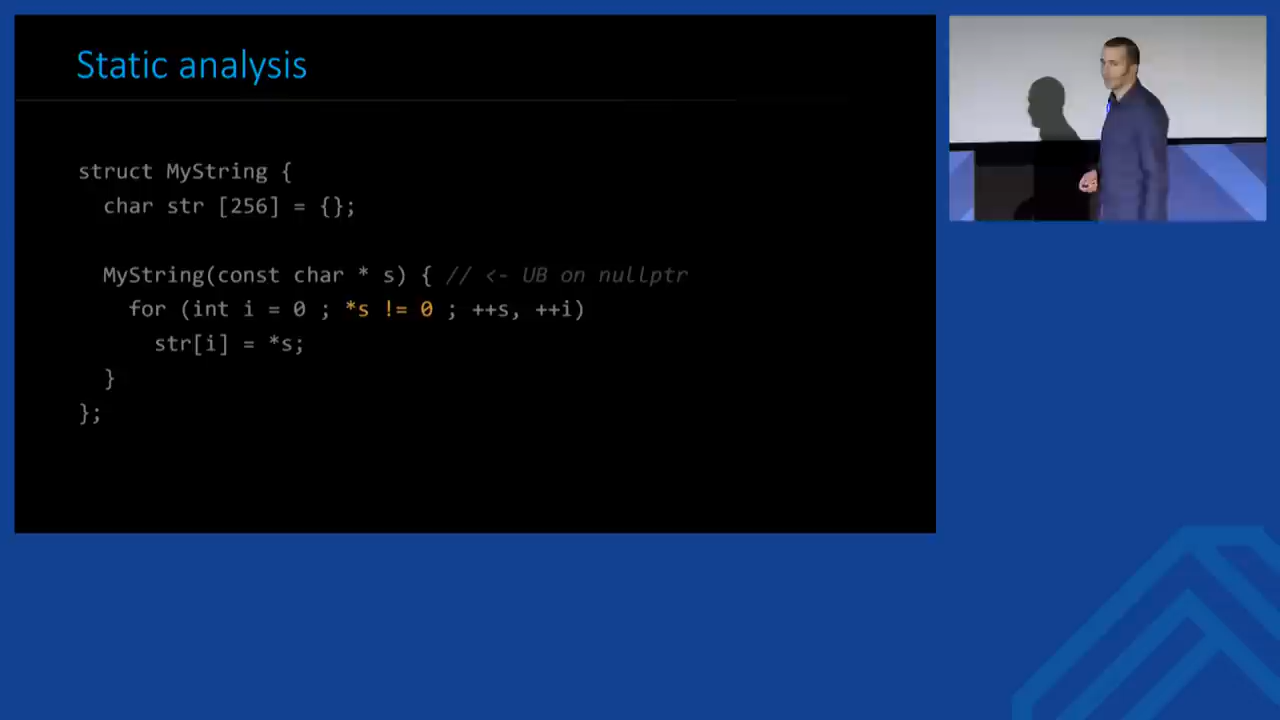 Static analysis
struct MyString {
char str [256] = {};
MyString(const char * s) { // <- UB on nullptr
for (int i = 0 ; *s != 0 ; ++s, ++i)
str[i] = *s;
}
};